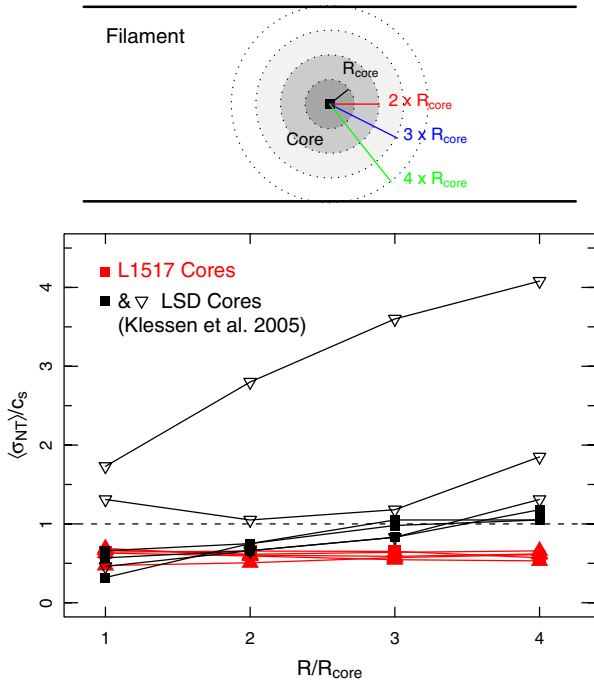 Filament
R_core
2 x R_core
3 x R_core
Core
4 x R_core
L1517 Cores
& ▽ LSD Cores
(Klessen et al. 2005)
⟨σ_NT⟩/c_s
4
3
2
1
0
1 2 3 4
R/R_core